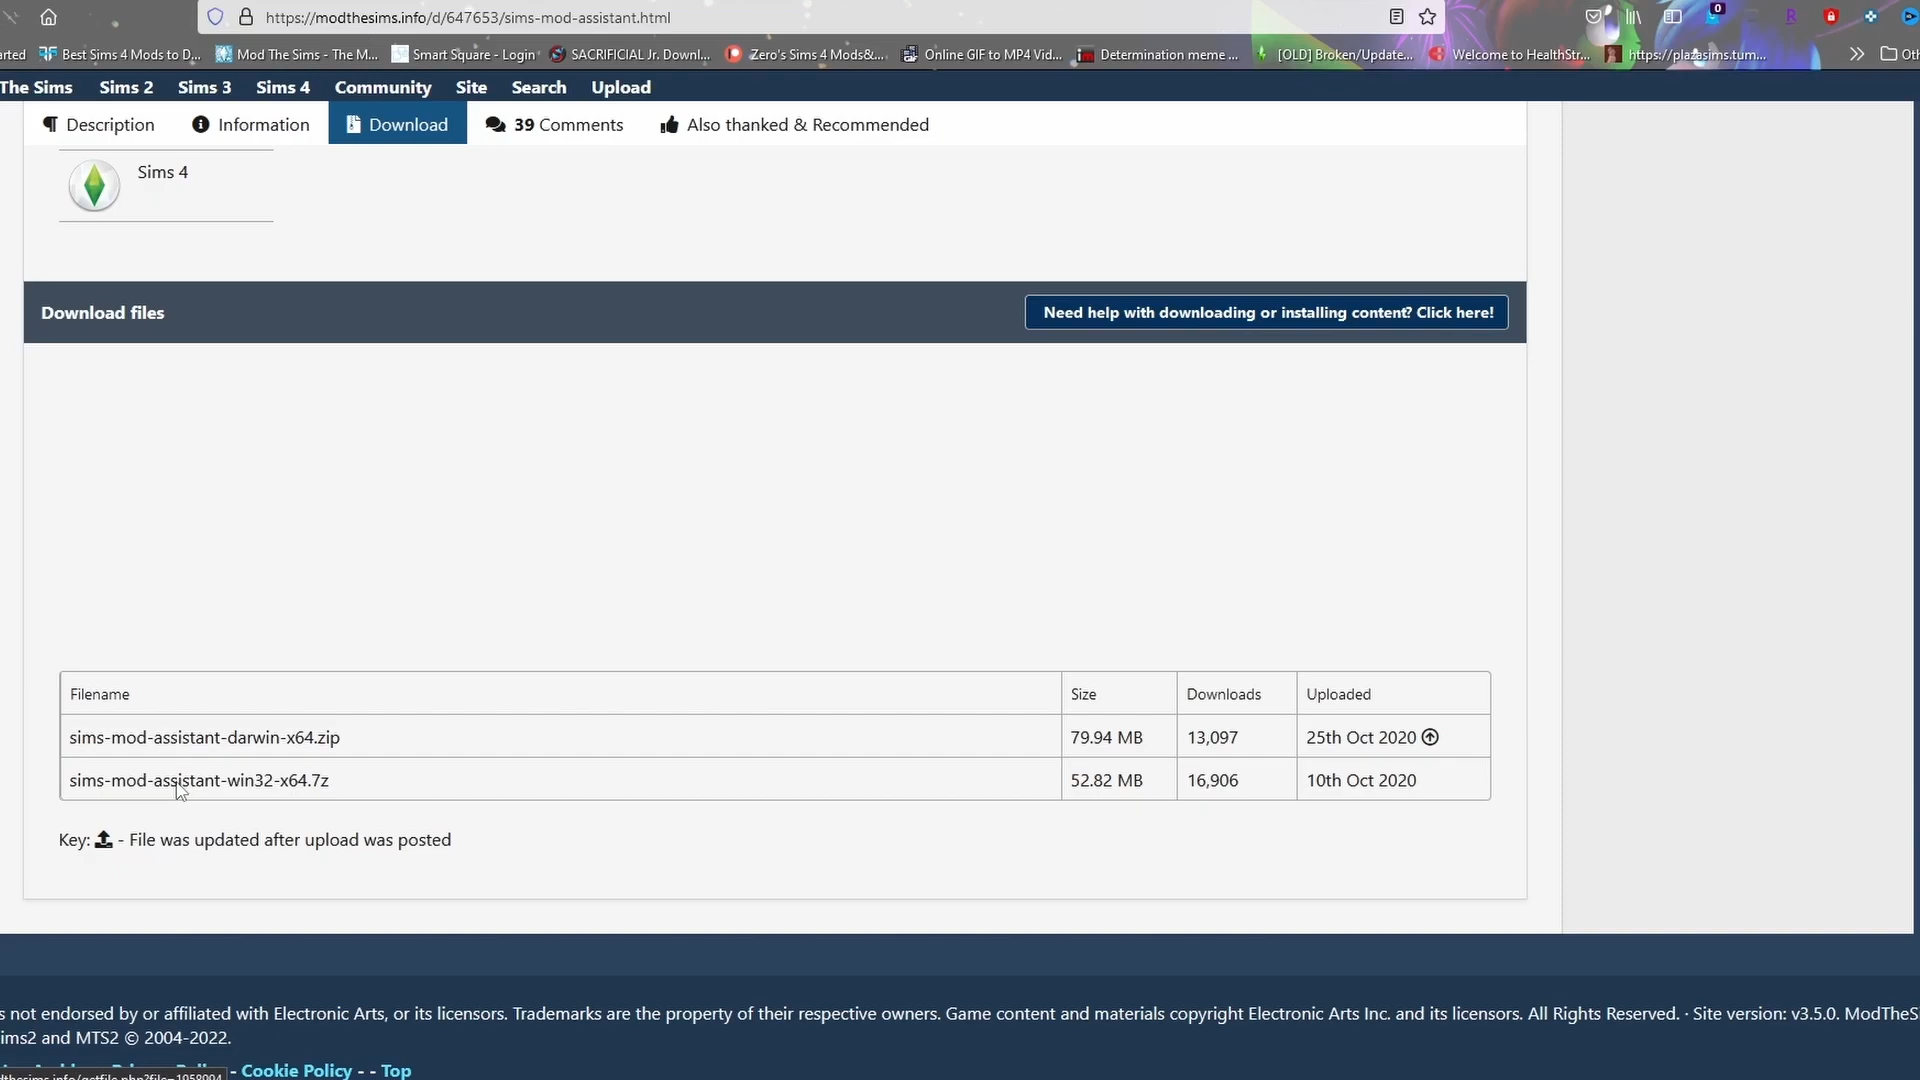 https://modthesims.info/d/647653/sims-mod-assistant.html
0
arted Best Sims 4 Mods to D... Mod The Sims - The M... Smart Square - Login SACRIFICIAL Jr. Downl... Zero's Sims 4 Mods&... Online GIF to MP4 Vid... Determination meme ... [OLD] Broken/Update... Welcome to HealthStr... https://plazasims.tum... Oth
The Sims Sims 2 Sims 3 Sims 4 Community Site Search Upload
Description Information Download 39 Comments Also thanked & Recommended
Sims 4
Download files Need help with downloading or installing content? Click here!
Filename Size Downloads Uploaded
sims-mod-assistant-darwin-x64.zip 79.94 MB 13,097 25th Oct 2020
sims-mod-assistant-win32-x64.7z 52.82 MB 16,906 10th Oct 2020
Key: - File was updated after upload was posted
s not endorsed by or affiliated with Electronic Arts, or its licensors. Trademarks are the property of their respective owners. Game content and materials copyright Electronic Arts Inc. and its licensors. All Rights Reserved. · Site version: v3.5.0. ModTheS
ims2 and MTS2 © 2004-2022.
- Cookie Policy - - Top